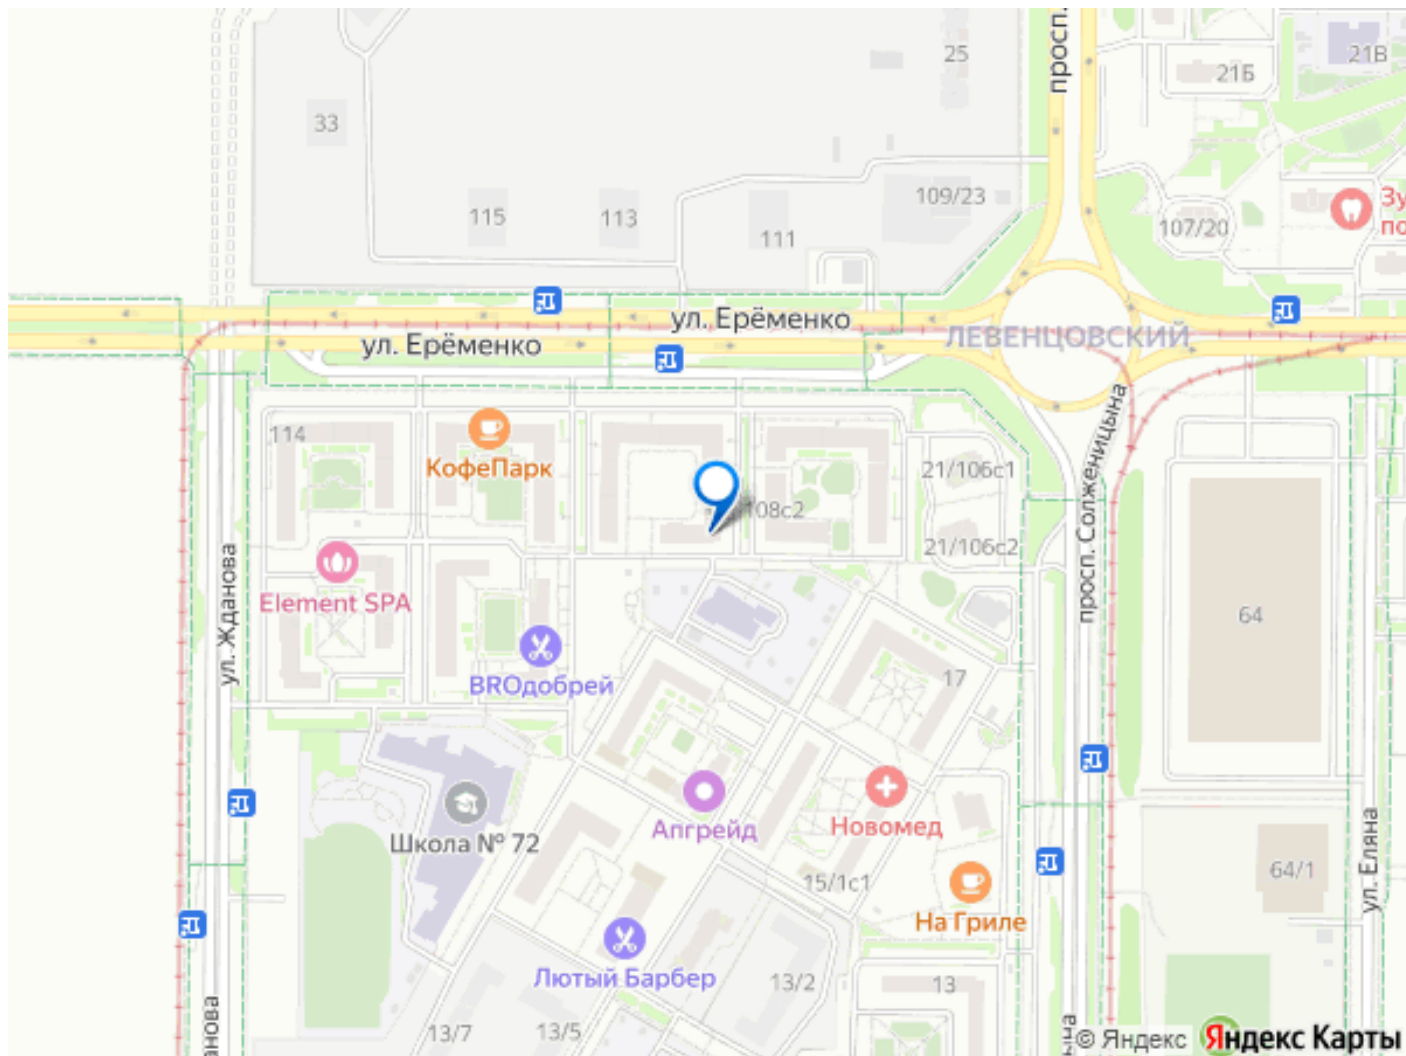 просп.
25
21Б
21В
33
109/23
Зу
по
115
113
111
107/20
ул. Ерёменко
ул. Ерёменко
ЛЕВЕНЦОВСКИЙ
114
КофеПарк
21/106с1
108с2
21/106с2
просп. Солженицына
ул. Жданова
Element SPA
64
BROдобрей
17
Школа № 72
Апгрейд
Новомед
15/1с1
64/1
ул. Еляна
На Гриле
Лютый Барбер
13/2
13
13/7
13/5
анова
ына
© Яндекс
Яндекс Карты